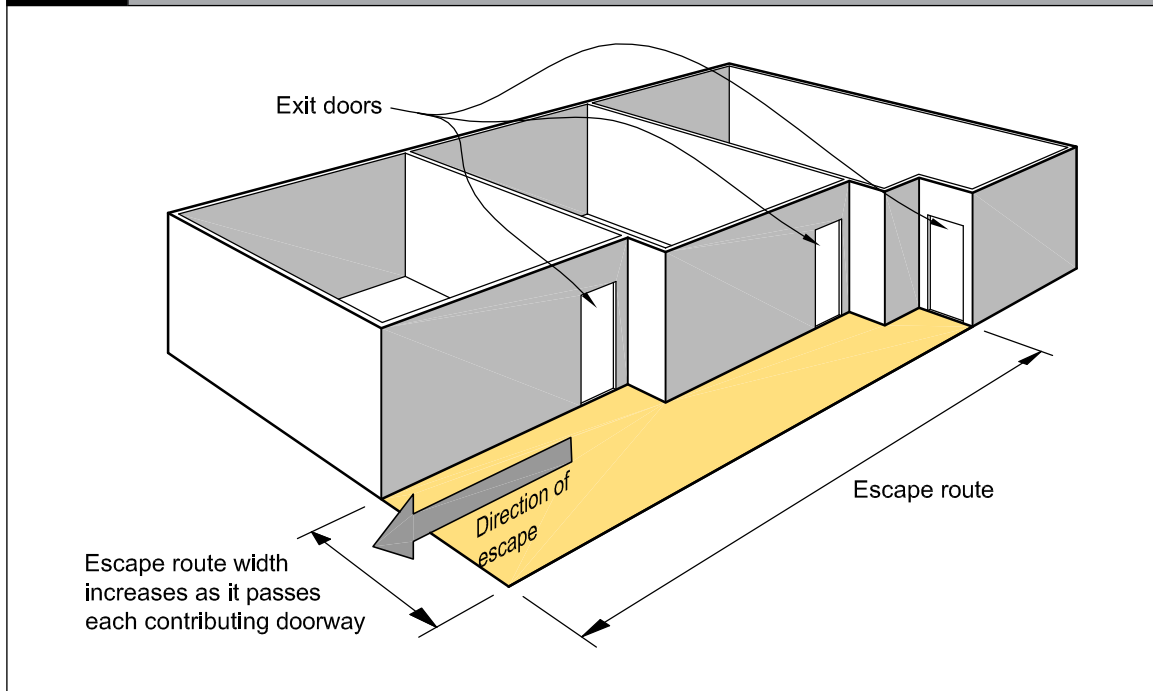 Exit doors
Direction of
escape
Escape route
Escape route width
increases as it passes
each contributing doorway